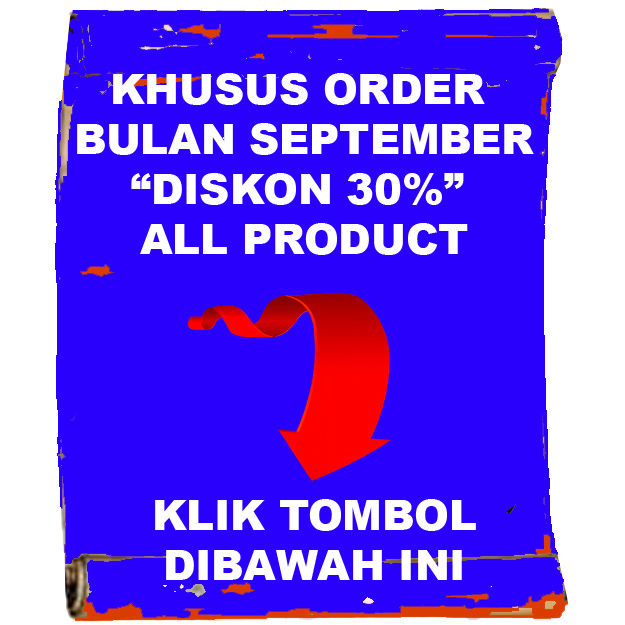 KHUSUS ORDER
BULAN SEPTEMBER
“DISKON 30%”
ALL PRODUCT
KLIK TOMBOL
DIBAWAH INI